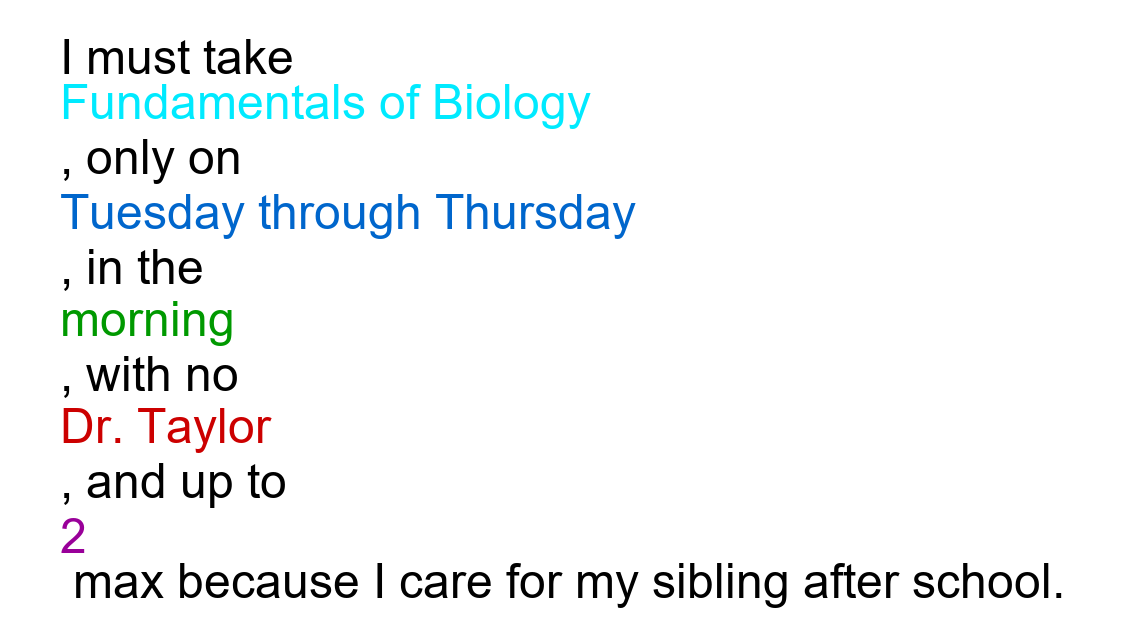 I must take
Fundamentals of Biology
, only on
Tuesday through Thursday
, in the
morning
, with no
Dr. Taylor
, and up to
2
max because I care for my sibling after school.